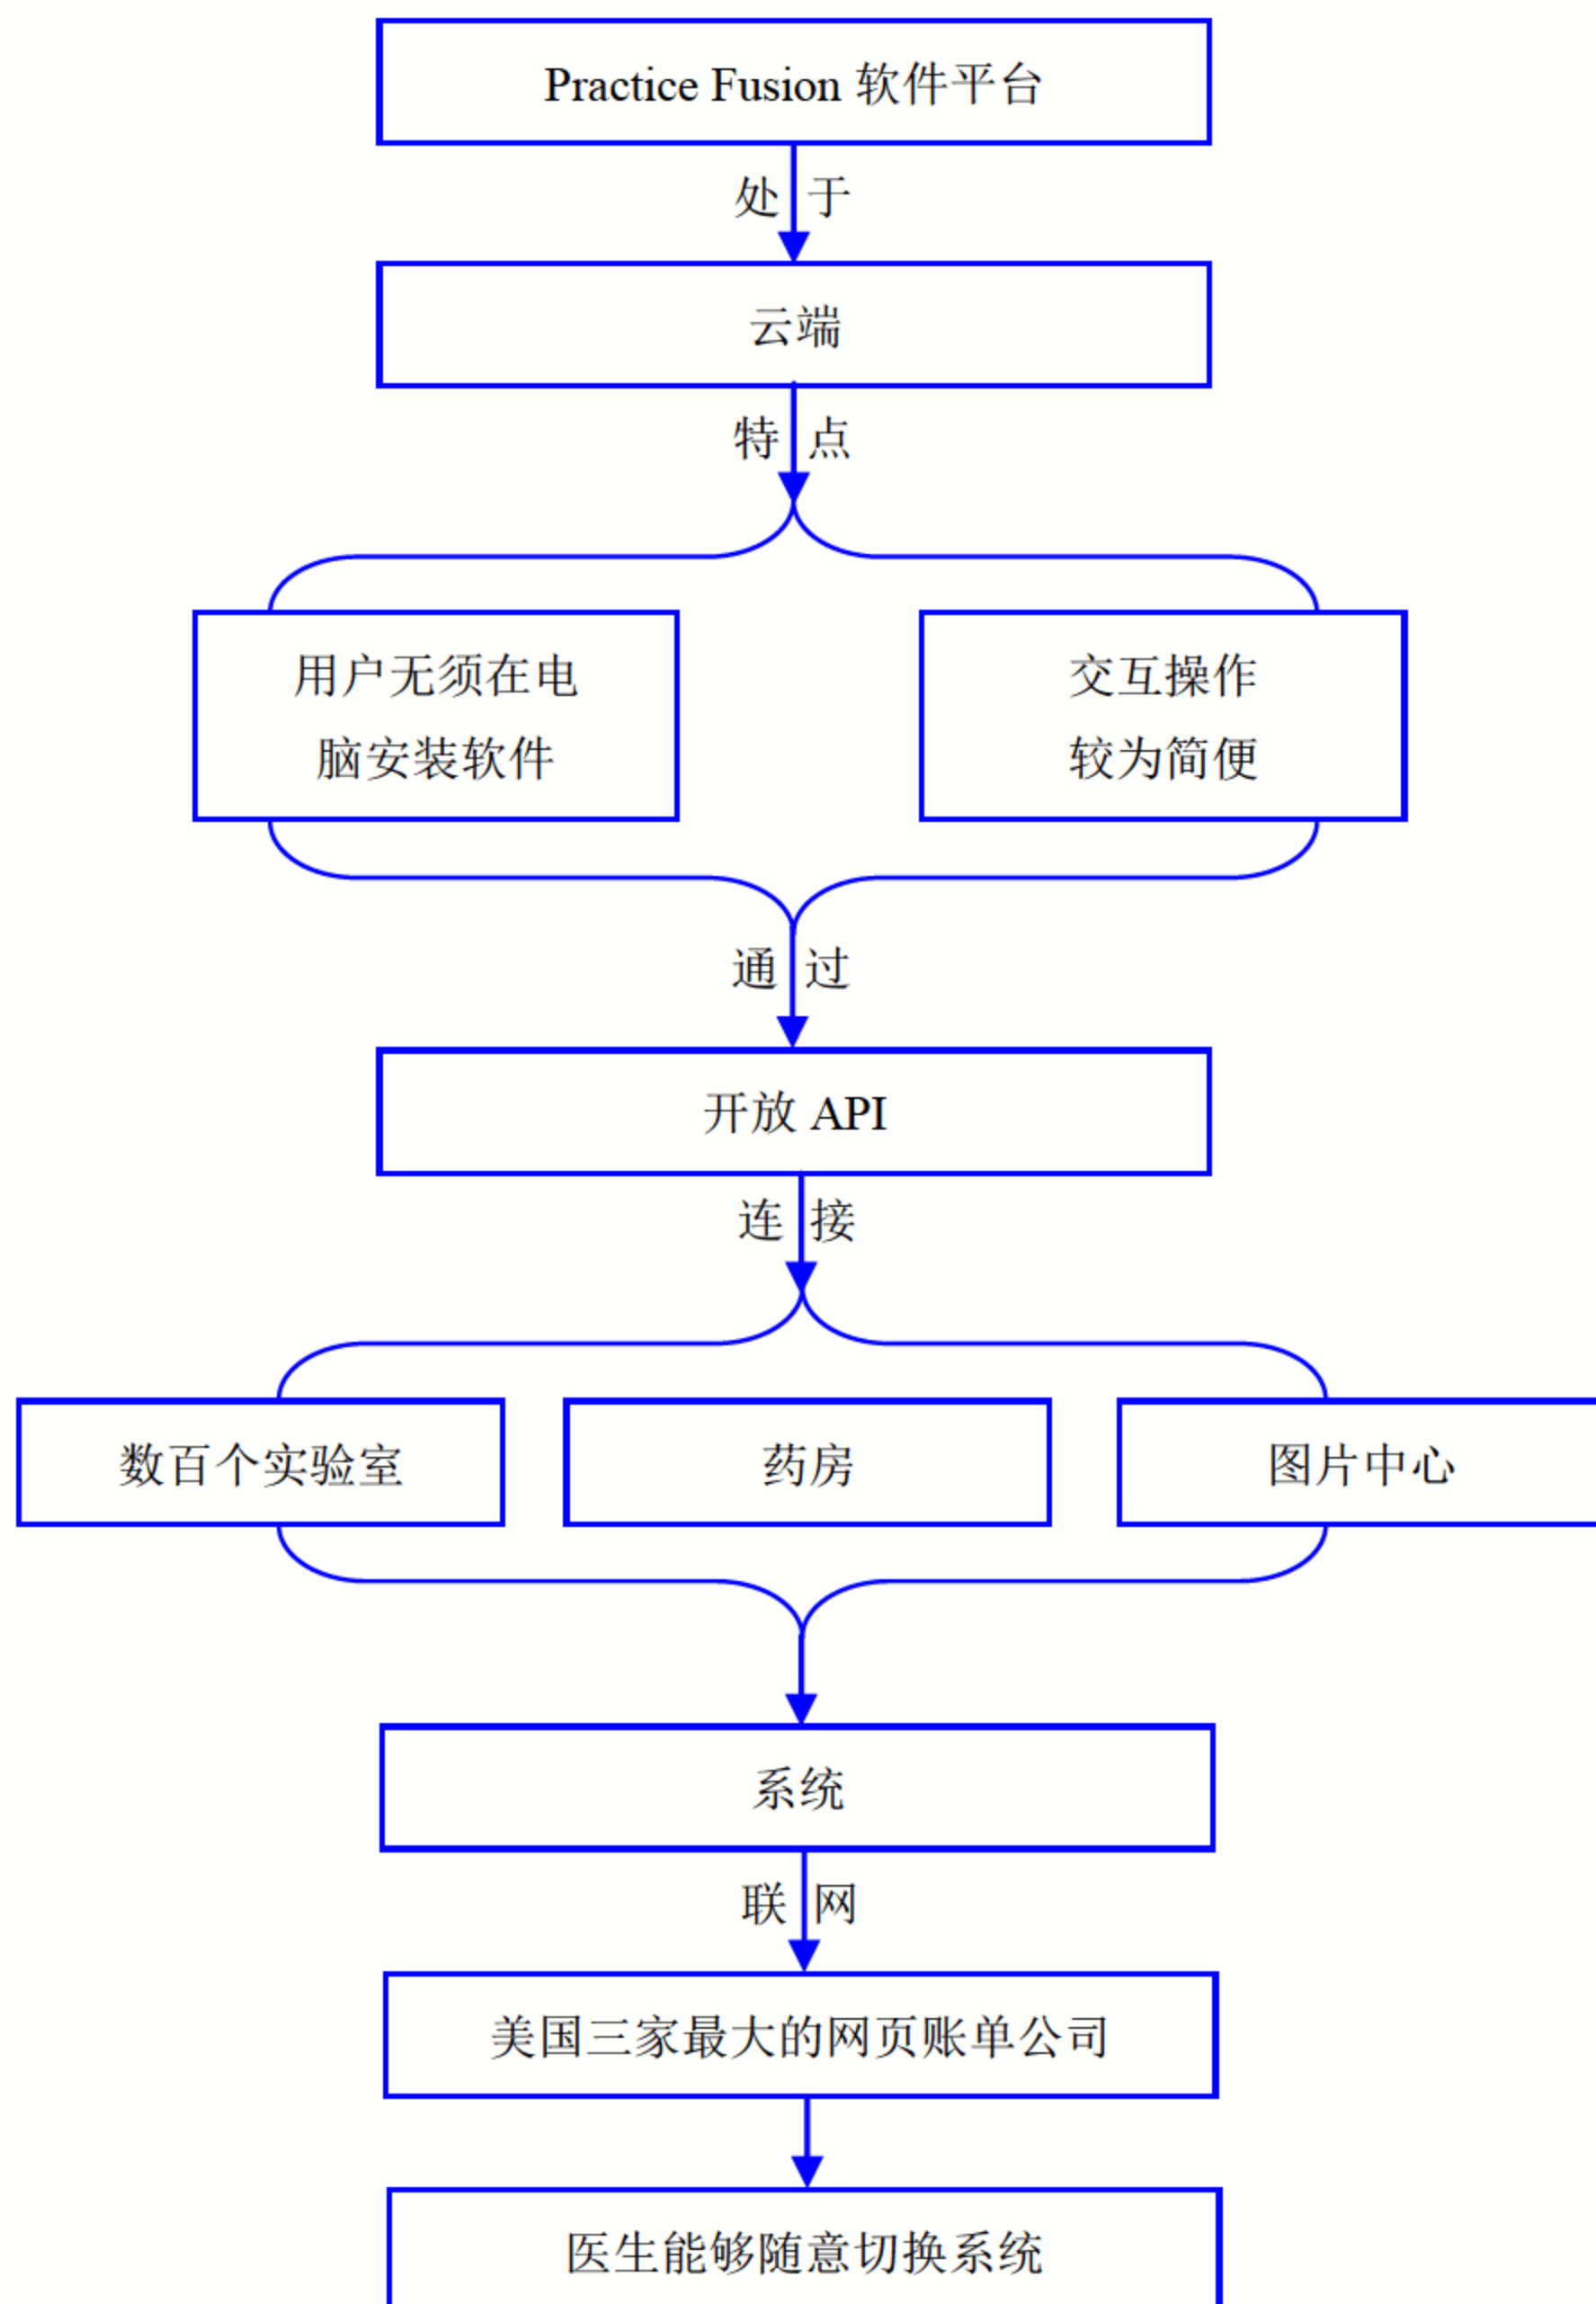 Practice Fusion 软件平台
处于
云端
特点
用户无须在电
脑安装软件
交互操作
较为简便
通过
开放 API
连接
数百个实验室
药房
图片中心
系统
联网
美国三家最大的网页账单公司
医生能够随意切换系统